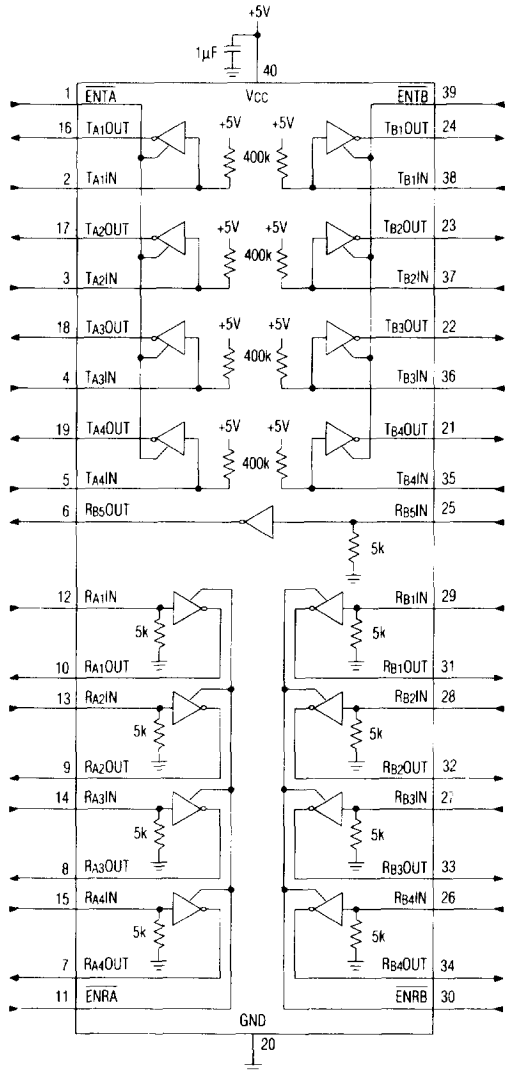 +5V
1µF
40
VCC
1 ENTA ENTB 39
16 TA1OUT +5V +5V TB1OUT 24
400k
2 TA1IN TB1IN 38
17 TA2OUT +5V +5V TB2OUT 23
400k
3 TA2IN TB2IN 37
18 TA3OUT +5V +5V TB3OUT 22
400k
4 TA3IN TB3IN 36
19 TA4OUT +5V +5V TB4OUT 21
400k
5 TA4IN TB4IN 35
6 RB5OUT RB5IN 25
5k
12 RA1IN RB1IN 29
5k 5k
10 RA1OUT RB1OUT 31
13 RA2IN RB2IN 28
5k 5k
9 RA2OUT RB2OUT 32
14 RA3IN RB3IN 27
5k 5k
8 RA3OUT RB3OUT 33
15 RA4IN RB4IN 26
5k 5k
7 RA4OUT RB4OUT 34
11 ENRA ENRB 30
GND
20